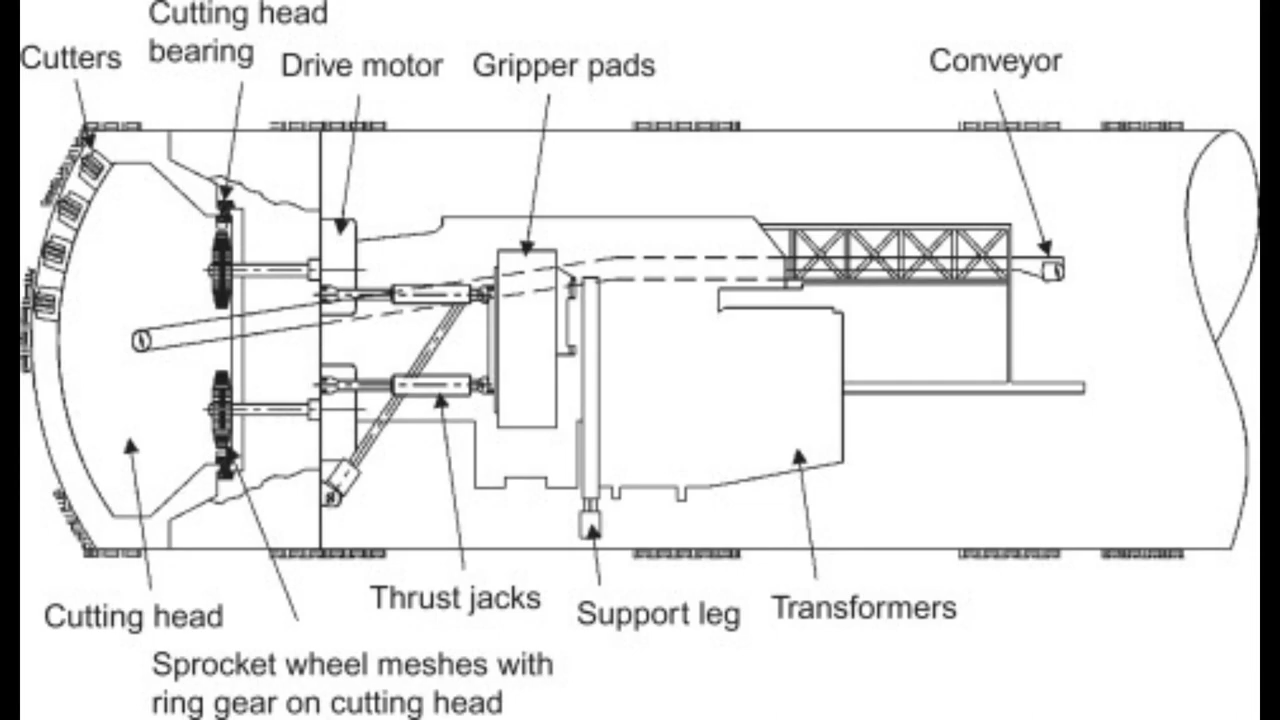 Cutting head
bearing
Cutters
Drive motor
Gripper pads
Conveyor
Cutting head
Thrust jacks
Support leg
Transformers
Sprocket wheel meshes with
ring gear on cutting head